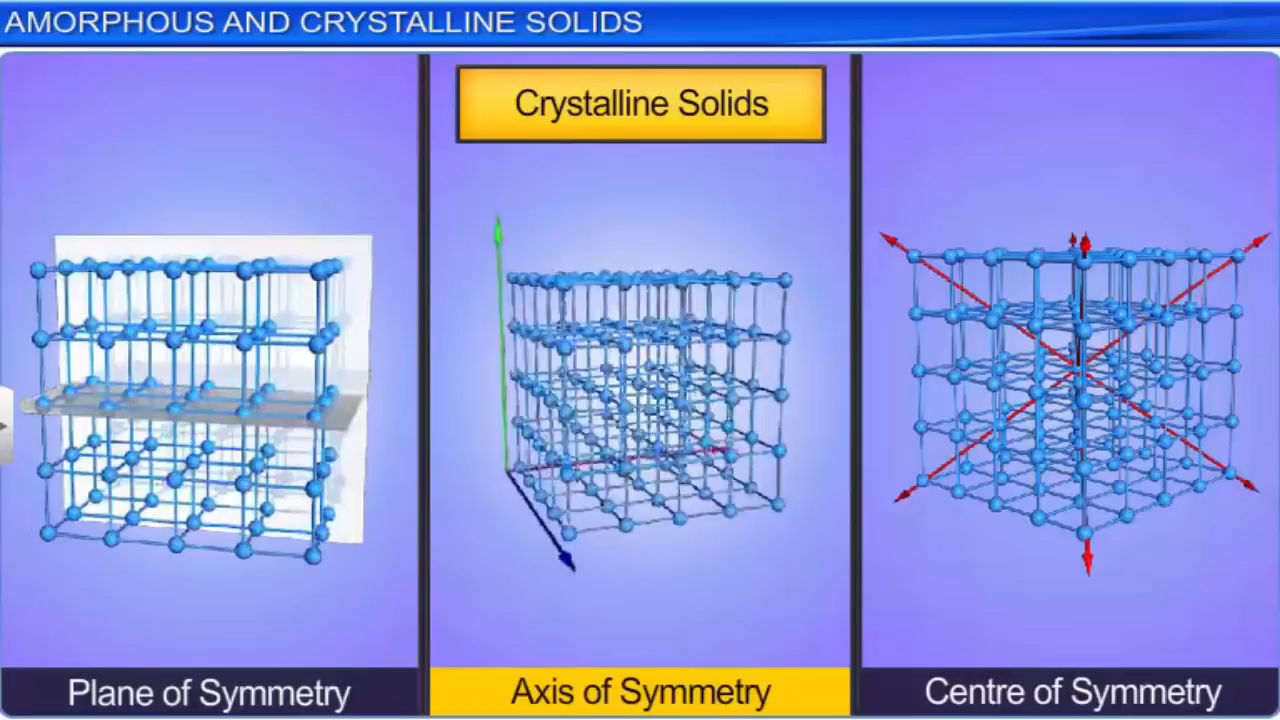 AMORPHOUS AND CRYSTALLINE SOLIDS
Crystalline Solids
Plane of Symmetry
Axis of Symmetry
Centre of Symmetry